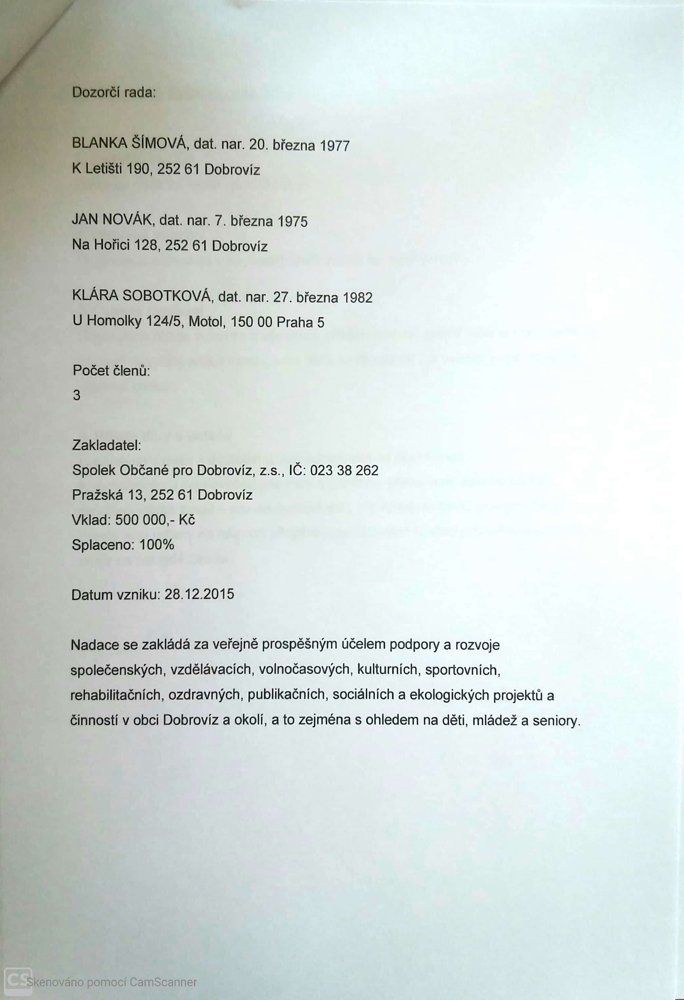 Dozorčí rada:
BLANKA ŠÍMOVÁ, dat. nar. 20. března 1977
K Letišti 190, 252 61 Dobrovíz
JAN NOVÁK, dat. nar. 7. března 1975
Na Hořici 128, 252 61 Dobrovíz
KLÁRA SOBOTKOVÁ, dat. nar. 27. března 1982
U Homolky 124/5, Motol, 150 00 Praha 5
Počet členů:
3
Zakladatel:
Spolek Občané pro Dobrovíz, z.s., IČ: 023 38 262
Pražská 13, 252 61 Dobrovíz
Vklad: 500 000,- Kč
Splaceno: 100%
Datum vzniku: 28.12.2015
Nadace se zakládá za veřejně prospěšným účelem podpory a rozvoje
společenských, vzdělávacích, volnočasových, kulturních, sportovních,
rehabilitačních, ozdravných, publikačních, sociálních a ekologických projektů a
činností v obci Dobrovíz a okolí, a to zejména s ohledem na děti, mládež a seniory.
CS Skenováno pomocí CamScanner